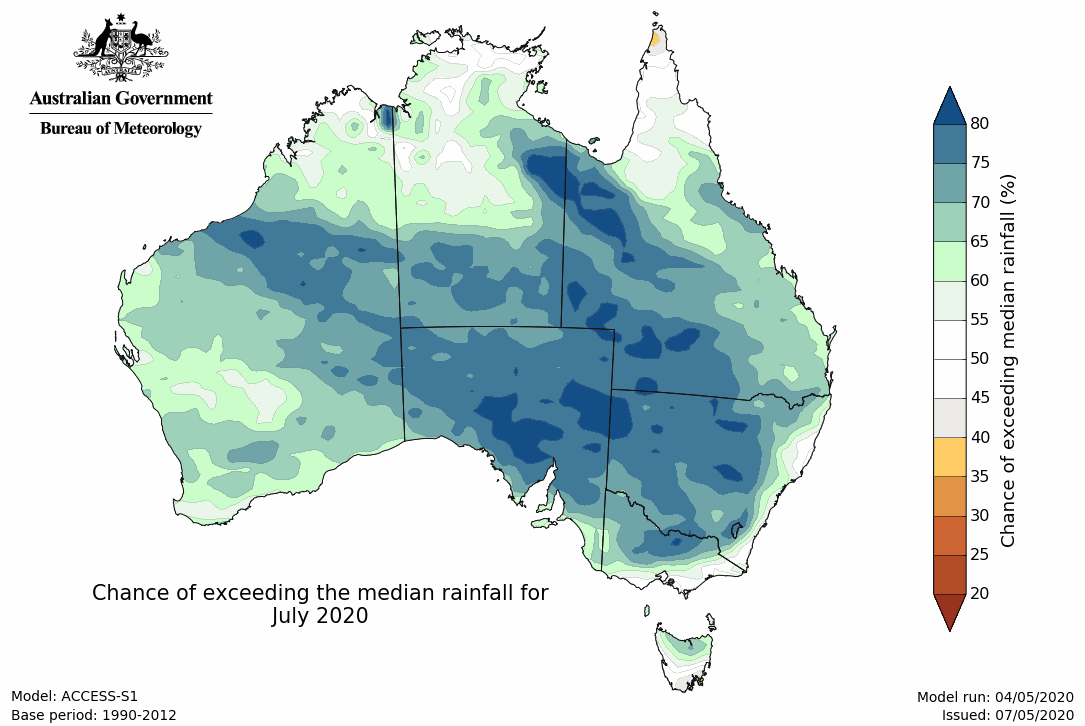 Australian Government
Bureau of Meteorology
80
75
70
65
60
55
50
45
40
35
30
25
20
Chance of exceeding median rainfall (%)
Chance of exceeding the median rainfall for
July 2020
Model: ACCESS-S1
Base period: 1990-2012
Model run: 04/05/2020
Issued: 07/05/2020